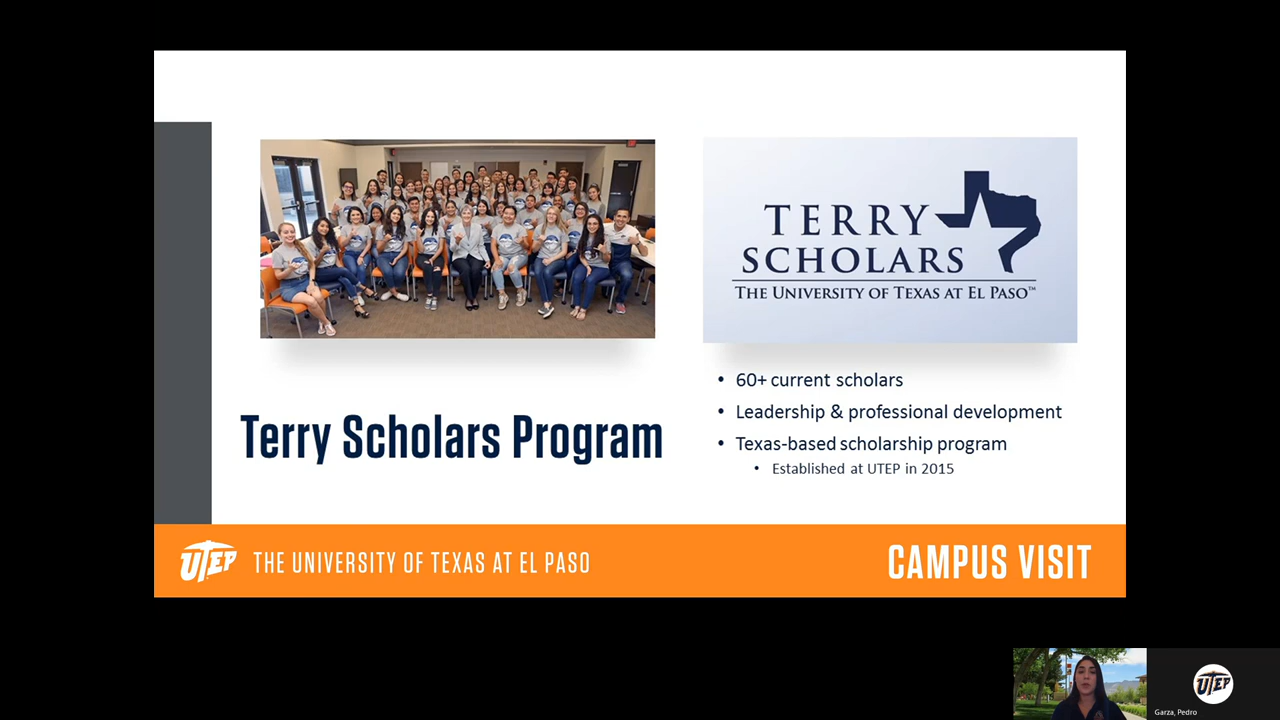 TERRY
SCHOLARS
THE UNIVERSITY OF TEXAS AT EL PASO™
• 60+ current scholars
• Leadership & professional development
• Texas-based scholarship program
• Established at UTEP in 2015
Terry Scholars Program
UTEP THE UNIVERSITY OF TEXAS AT EL PASO
CAMPUS VISIT
UTEP
Garza, Pedro